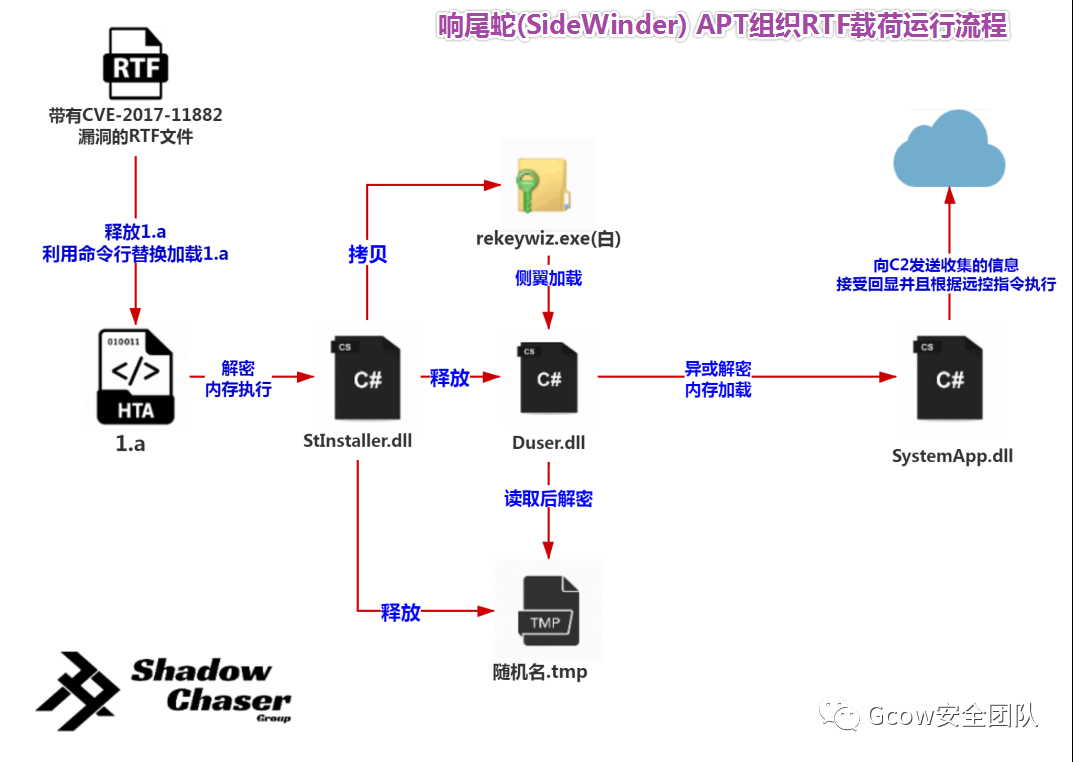 响尾蛇(SideWinder) APT组织RTF载荷运行流程
RTF
带有CVE-2017-11882
漏洞的RTF文件
释放1.a
利用命令行替换加载1.a
010011
</>
HTA
1.a
解密
内存执行
CS
C#
StInstaller.dll
拷贝
rekeywiz.exe(白)
侧翼加载
释放
CS
C#
Duser.dll
异或解密
内存加载
向C2发送收集的信息
接受回显并且根据远控指令执行
CS
C#
SystemApp.dll
读取后解密
释放
TMP
随机名.tmp
Shadow
Chaser
Group
Gcow安全团队